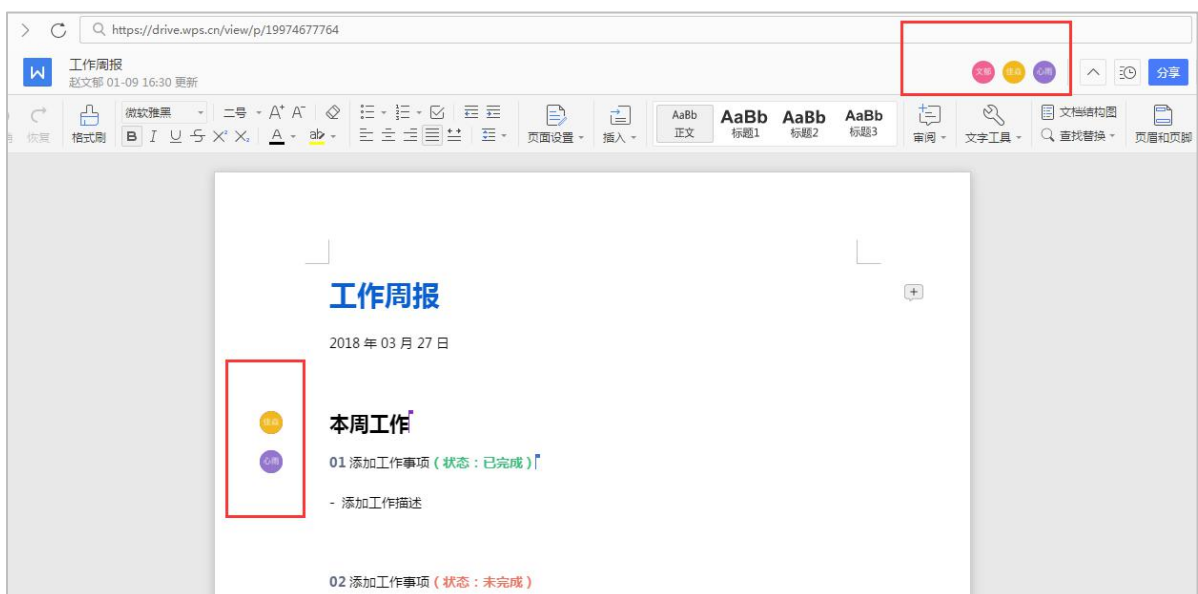 https://drive.wps.cn/view/p/19974677764
工作周报
赵文郁 01-09 16:30 更新
文郁 佳点 心雨
分享
恢复 格式刷 微软雅黑 二号 A⁺ A⁻
B I U X² X₂ A ab
页面设置 插入
AaBb 正文 AaBb 标题1 AaBb 标题2 AaBb 标题3
审阅 文字工具 文档结构图 查找替换 页眉和页脚
工作周报
2018 年 03 月 27 日
本周工作
01 添加工作事项 ( 状态：已完成 )
- 添加工作描述
02 添加工作事项 ( 状态：未完成 )